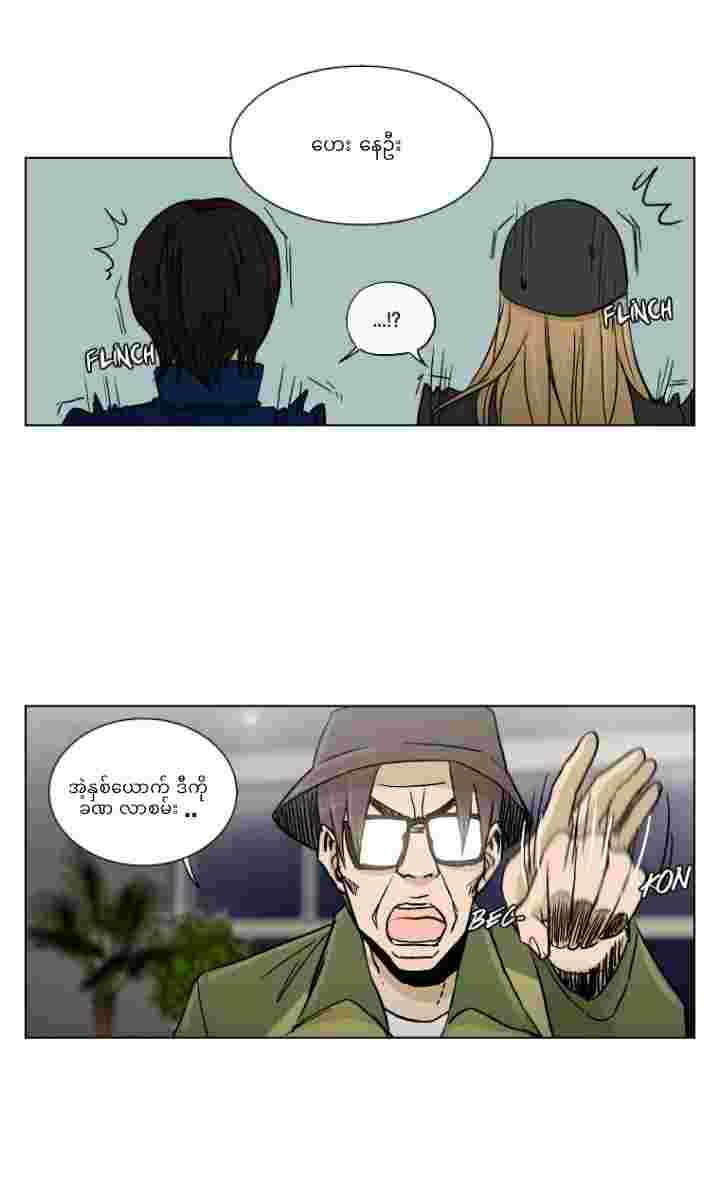 ဟေး နေဦး
...!?
FLINCH
FLINCH
အဲ့နှစ်ယောက် ဒီကို
ခဏ လာစမ်း ..
BEC-
KON